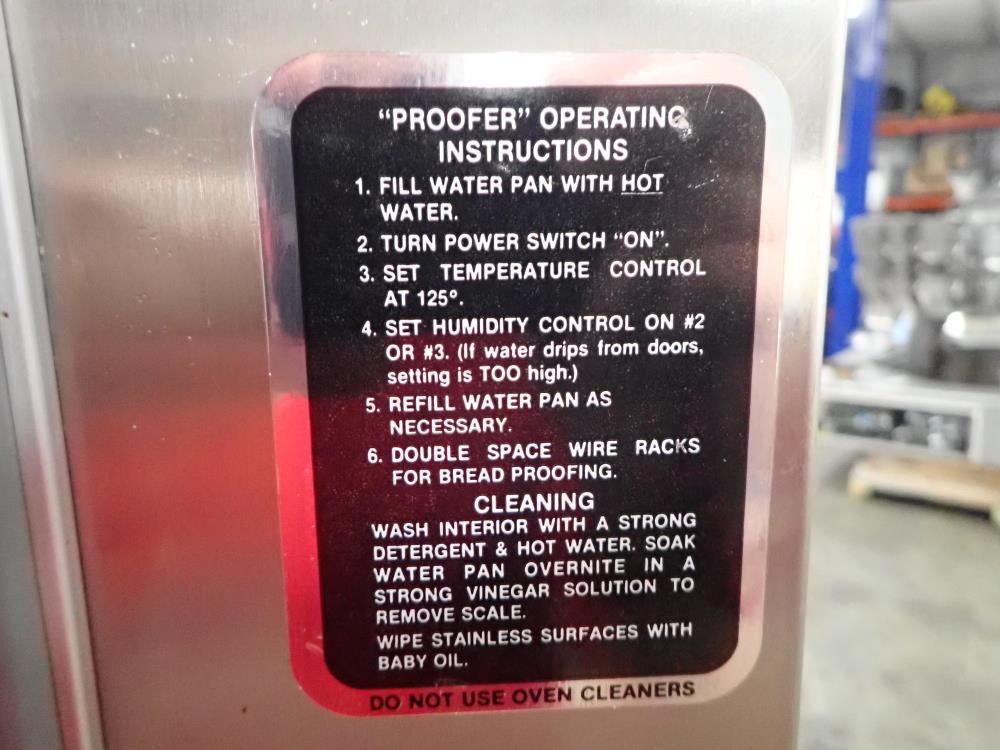 “PROOFER” OPERATING
INSTRUCTIONS
1. FILL WATER PAN WITH HOT
WATER.
2. TURN POWER SWITCH “ON”.
3. SET TEMPERATURE CONTROL
AT 125°.
4. SET HUMIDITY CONTROL ON #2
OR #3. (If water drips from doors,
setting is TOO high.)
5. REFILL WATER PAN AS
NECESSARY.
6. DOUBLE SPACE WIRE RACKS
FOR BREAD PROOFING.
CLEANING
WASH INTERIOR WITH A STRONG
DETERGENT & HOT WATER. SOAK
WATER PAN OVERNITE IN A
STRONG VINEGAR SOLUTION TO
REMOVE SCALE.
WIPE STAINLESS SURFACES WITH
BABY OIL.
DO NOT USE OVEN CLEANERS